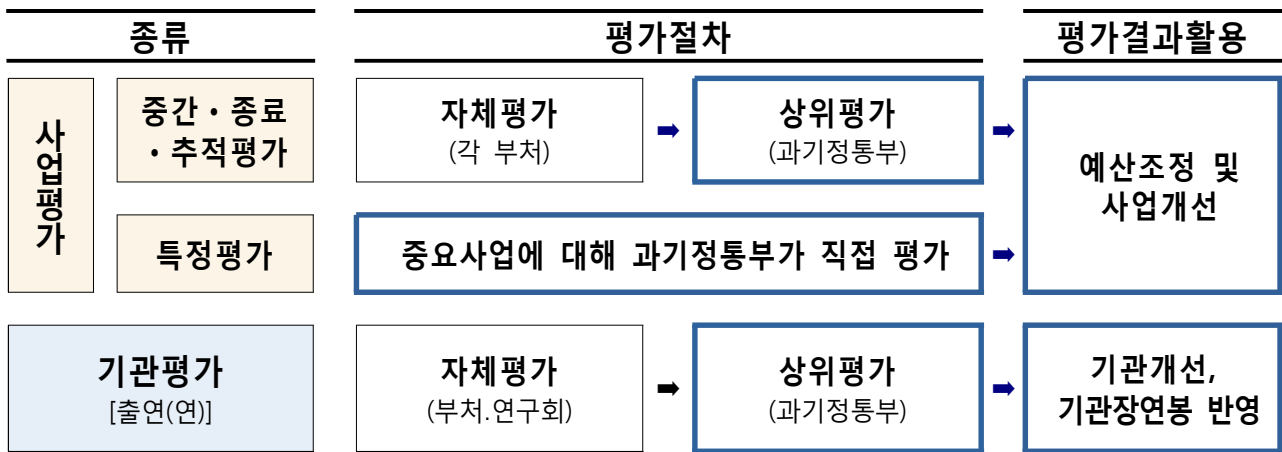 종류
평가절차
평가결과활용
사업평가
중간・종료
・추적평가
자체평가
(각 부처)
➡
상위평가
(과기정통부)
➡
예산조정 및
사업개선
특정평가
중요사업에 대해 과기정통부가 직접 평가
➡
기관평가
[출연(연)]
자체평가
(부처.연구회)
➡
상위평가
(과기정통부)
➡
기관개선,
기관장연봉 반영